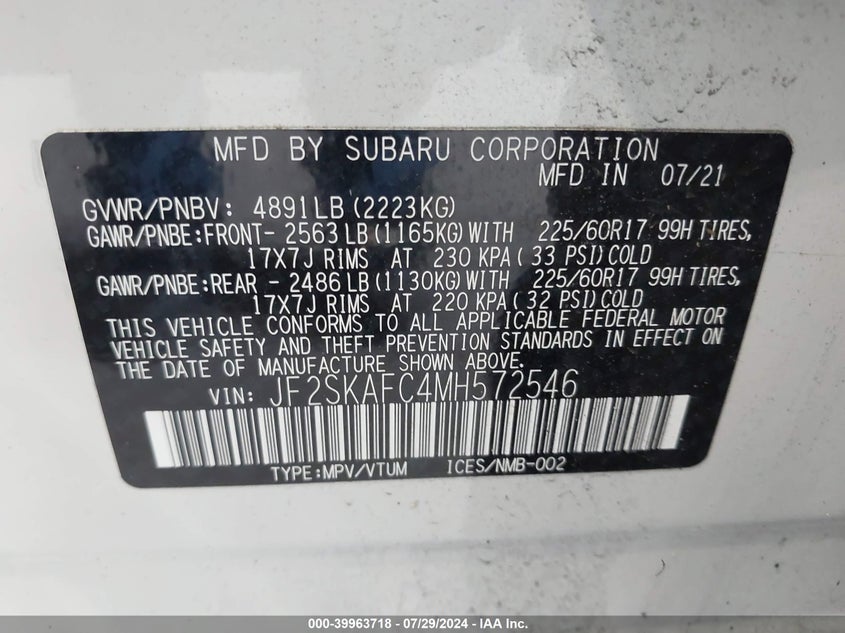 MFD BY SUBARU CORPORATION
MFD IN 07/21
GVWR/PNBV: 4891LB (2223KG)
GAWR/PNBE:FRONT- 2563 LB (1165KG) WITH 225/60R17 99H TIRES,
17X7J RIMS AT 230 KPA ( 33 PSI) COLD
GAWR/PNBE:REAR - 2486 LB (1130KG) WITH 225/60R17 99H TIRES,
17X7J RIMS AT 220 KPA ( 32 PSI) COLD
THIS VEHICLE CONFORMS TO ALL APPLICABLE FEDERAL MOTOR
VEHICLE SAFETY AND THEFT PREVENTION STANDARDS IN EFFECT ON
THE DATE OF MANUFACTURE SHOWN ABOVE.
VIN: JF2SKAFC4MH572546
TYPE:MPV/VTUM ICES/NMB-002
000-39963718 - 07/29/2024 - IAA Inc.